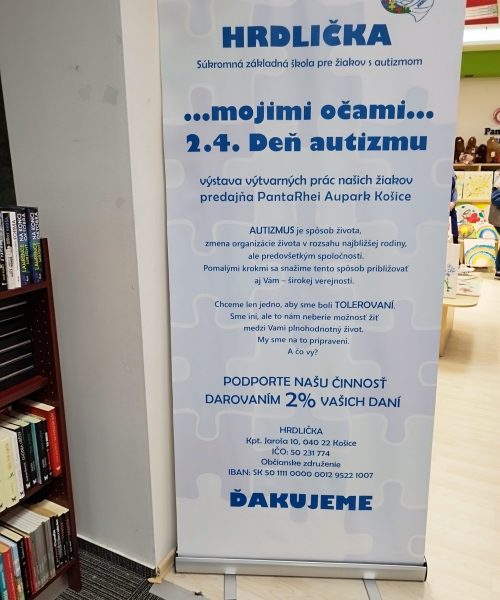 HRDLIČKA
Súkromná základná škola pre žiakov s autizmom
...mojimi očami...
2.4. Deň autizmu
výstava výtvarných prác našich žiakov
predajňa PantaRhei Aupark Košice
AUTIZMUS je spôsob života,
zmena organizácie života v rozsahu najbližšej rodiny,
ale predovšetkým spoločnosti.
Pomalými krokmi sa snažíme tento spôsob približovať
aj Vám – širokej verejnosti.
Chceme len jedno, aby sme boli TOLEROVANÍ.
Sme iní, ale to nám neberie možnosť žiť
medzi Vami plnohodnotný život.
My sme na to pripravení.
A čo vy?
PODPORTE NAŠU ČINNOSŤ
DAROVANÍM 2% VAŠICH DANÍ
HRDLIČKA
Kpt. Jaroša 10, 040 22 Košice
IČO: 50 231 774
Občianske združenie
IBAN: SK 50 1111 0000 0012 9522 1007
ĎAKUJEME